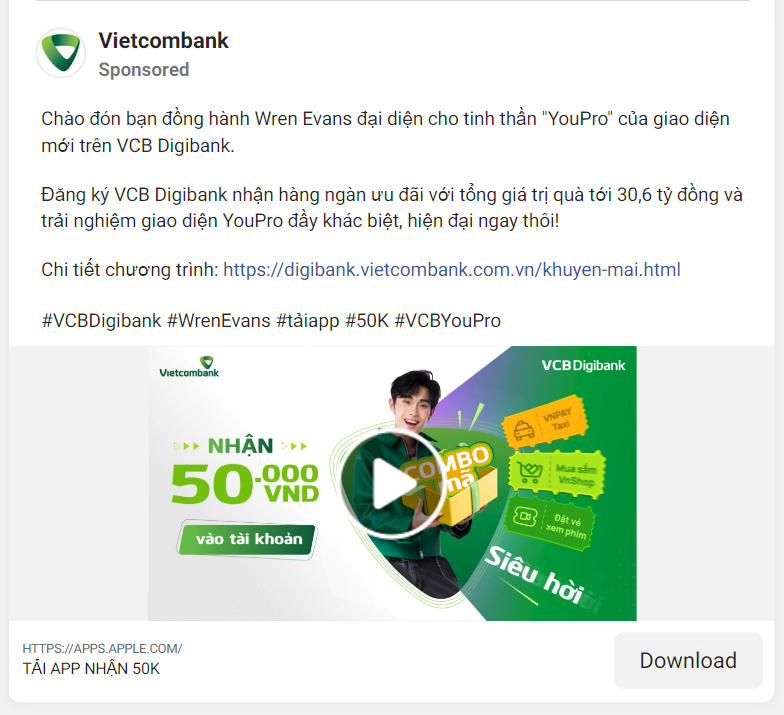 Vietcombank
Sponsored
Chào đón bạn đồng hành Wren Evans đại diện cho tinh thần "YouPro" của giao diện
mới trên VCB Digibank.
Đăng ký VCB Digibank nhận hàng ngàn ưu đãi với tổng giá trị quà tới 30,6 tỷ đồng và
trải nghiệm giao diện YouPro đầy khác biệt, hiện đại ngay thôi!
Chi tiết chương trình: https://digibank.vietcombank.com.vn/khuyen-mai.html
#VCBDigibank #WrenEvans #tảiapp #50K #VCBYouPro
Vietcombank
VCB Digibank
NHẬN
50.000
VND
vào tài khoản
COMBO
mã
VNPAY
Taxi
Mua sắm
VnShop
Đặt vé
xem phim
Siêu hời
HTTPS://APPS.APPLE.COM/
TẢI APP NHẬN 50K
Download